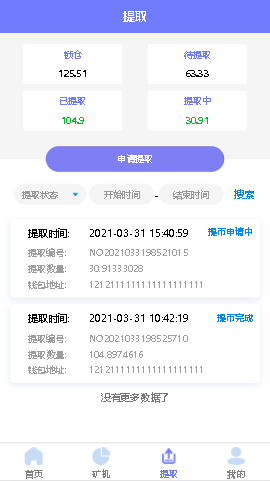 提取
锁仓 待提取
125.51 63.33
已提取 提取中
104.9 30.91
申请提取
提取状态 开始时间 - 结束时间 搜索
提取时间: 2021-03-31 15:40:59 提币申请中
提取编号: NO2021033198521015
提取数量: 30.91333028
钱包地址: 12121111111111111111111
提取时间: 2021-03-31 10:42:19 提币完成
提取编号: NO2021033198525710
提取数量: 104.8974616
钱包地址: 12121111111111111111111
没有更多数据了
首页 矿机 提取 我的